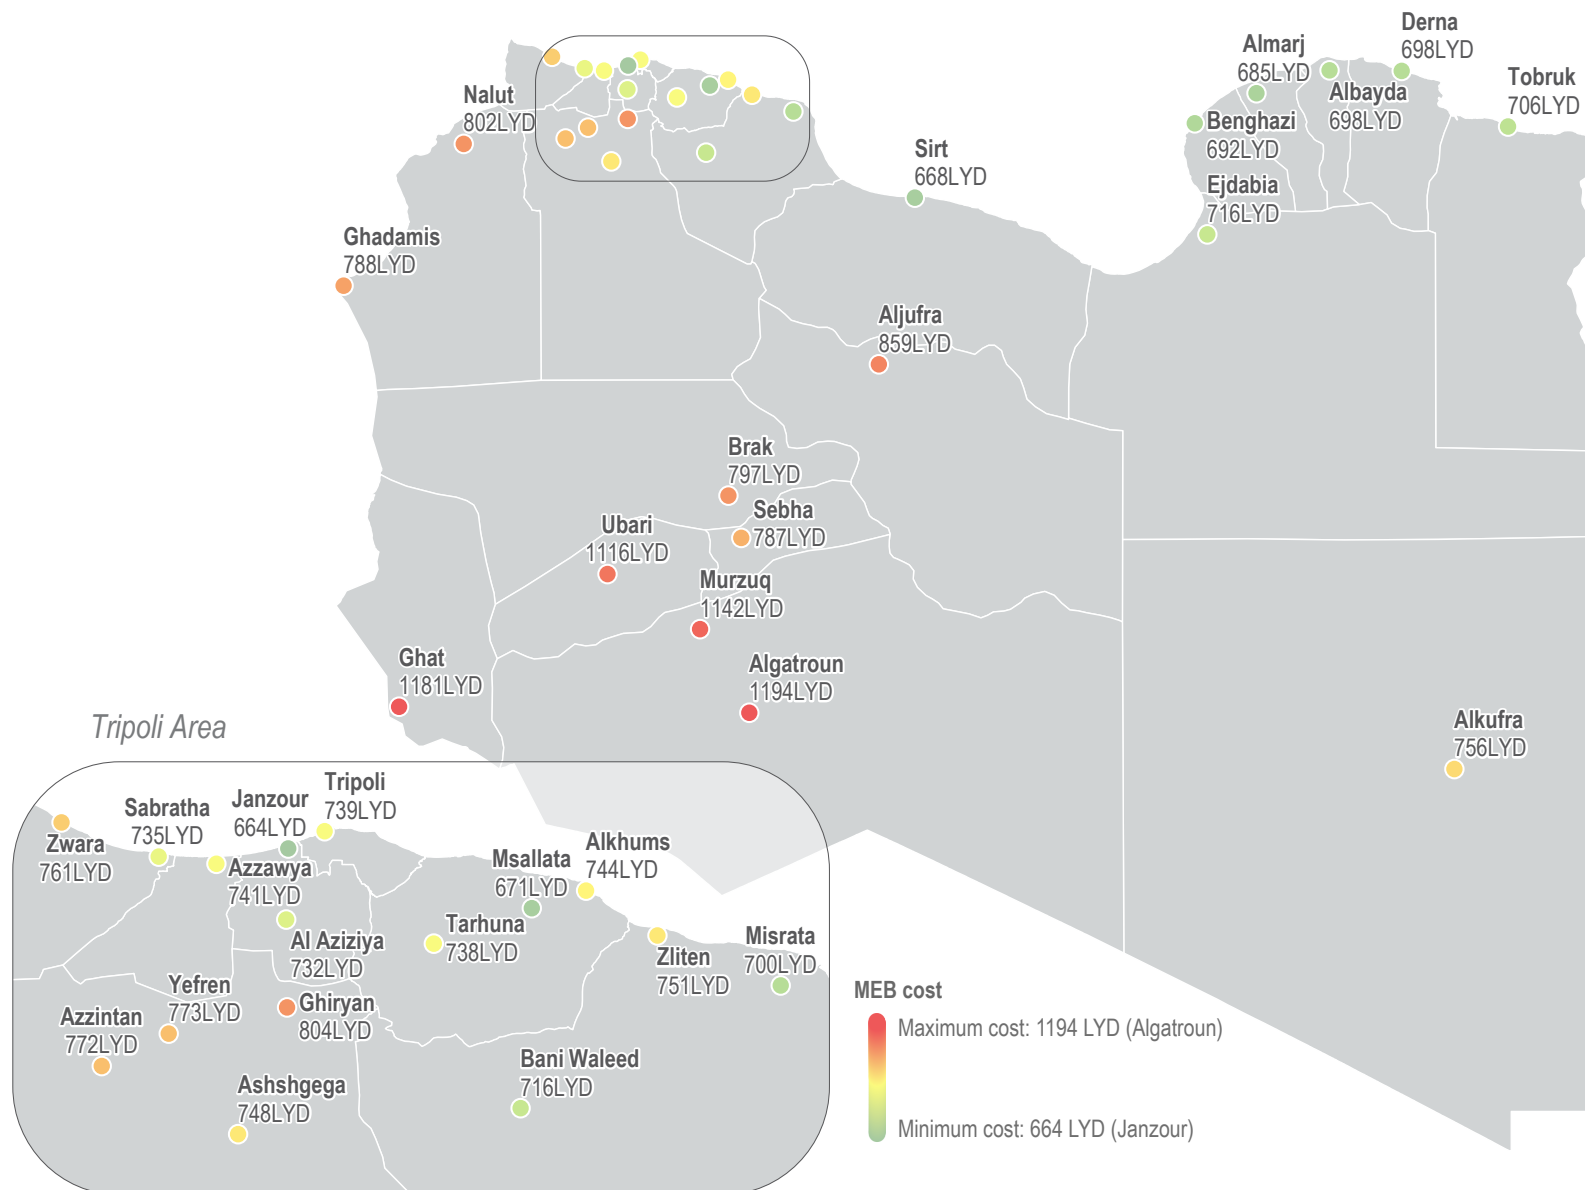 Derna
698LYD
Almarj
685LYD
Albayda
698LYD
Tobruk
706LYD
Nalut
802LYD
Benghazi
692LYD
Sirt
668LYD
Ejdabia
716LYD
Ghadamis
788LYD
Aljufra
859LYD
Brak
797LYD
Sebha
787LYD
Ubari
1116LYD
Murzuq
1142LYD
Ghat
1181LYD
Algatroun
1194LYD
Alkufra
756LYD
Tripoli Area
Tripoli
739LYD
Janzour
664LYD
Sabratha
735LYD
Zwara
761LYD
Azzawya
741LYD
Msallata
671LYD
Alkhums
744LYD
Al Aziziya
732LYD
Tarhuna
738LYD
Zliten
751LYD
Misrata
700LYD
Yefren
773LYD
Azzintan
772LYD
Ghiryan
804LYD
Ashshgega
748LYD
Bani Waleed
716LYD
MEB cost
Maximum cost: 1194 LYD (Algatroun)
Minimum cost: 664 LYD (Janzour)